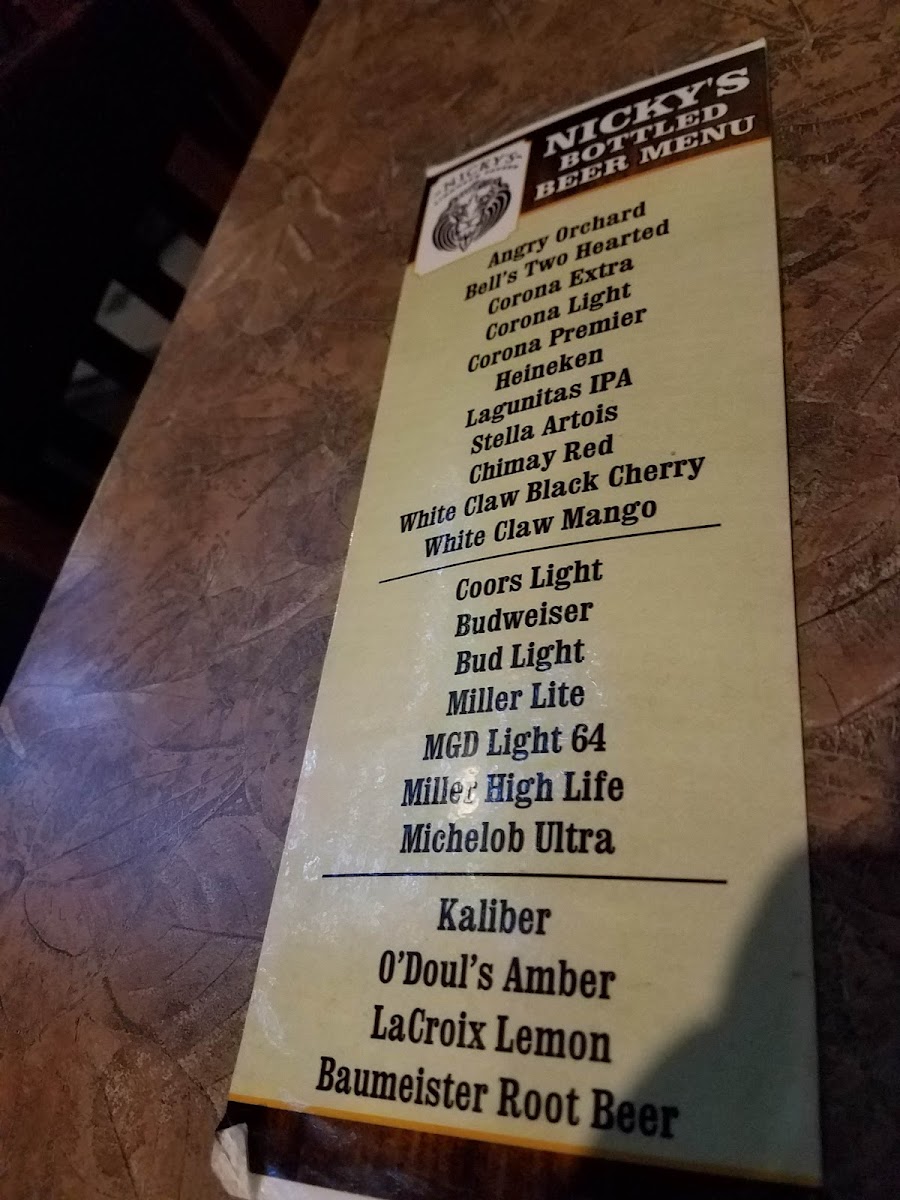 NICKY'S
NICKY'S
BOTTLED
BEER MENU
Angry Orchard
Bell's Two Hearted
Corona Extra
Corona Light
Corona Premier
Heineken
Lagunitas IPA
Stella Artois
Chimay Red
White Claw Black Cherry
White Claw Mango
Coors Light
Budweiser
Bud Light
Miller Lite
MGD Light 64
Miller High Life
Michelob Ultra
Kaliber
O'Doul's Amber
LaCroix Lemon
Baumeister Root Beer